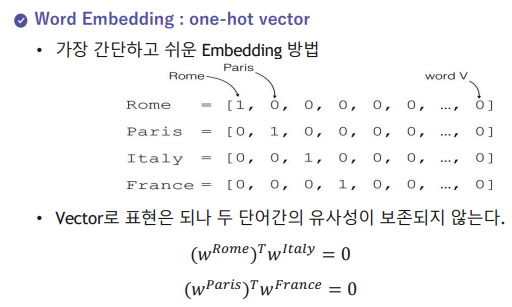 Word Embedding : one-hot vector
• 가장 간단하고 쉬운 Embedding 방법
Rome Paris word V
Rome = [1, 0, 0, 0, 0, 0, …, 0]
Paris = [0, 1, 0, 0, 0, 0, …, 0]
Italy = [0, 0, 1, 0, 0, 0, …, 0]
France = [0, 0, 0, 1, 0, 0, …, 0]
• Vector로 표현은 되나 두 단어간의 유사성이 보존되지 않는다.
(w^{Rome})^T w^{Italy} = 0
(w^{Paris})^T w^{France} = 0